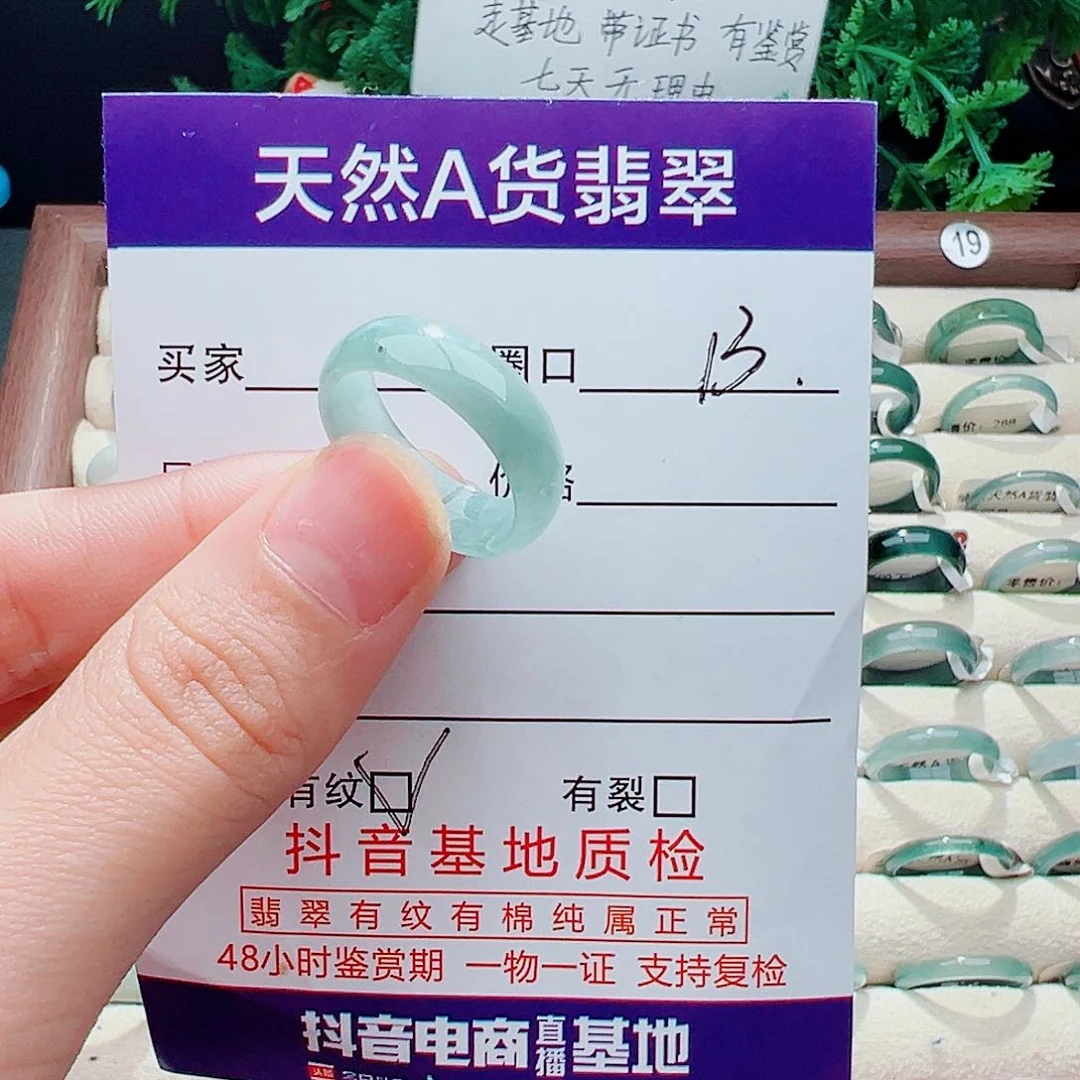 走基地 带证书 有鉴赏
七天无理由
天然A货翡翠
19
买家 圈口 13.
价格
有纹 有裂
抖音基地质检
翡翠有纹有棉纯属正常
48小时鉴赏期 一物一证 支持复检
抖音电商直播基地